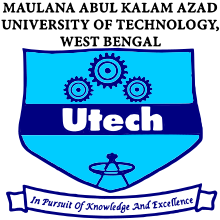 MAULANA ABUL KALAM AZAD
UNIVERSITY OF TECHNOLOGY,
WEST BENGAL
Utech
In Pursuit Of Knowledge And Excellence